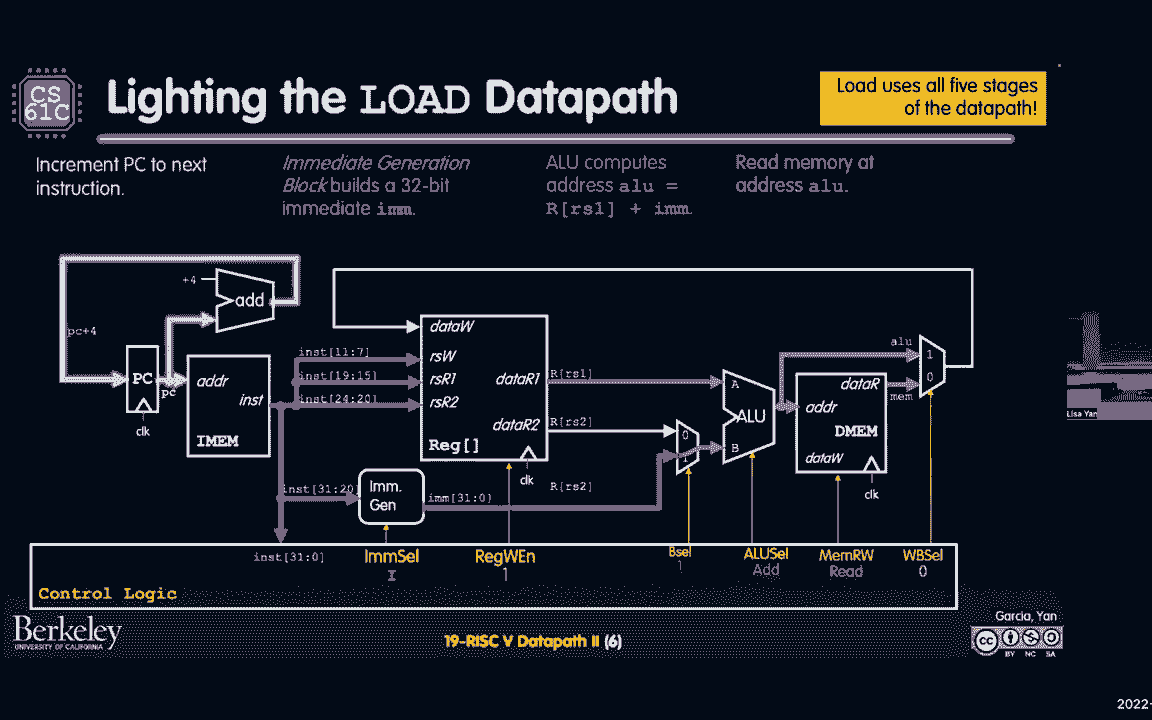 CS
61C
Lighting the LOAD Datapath
Load uses all five stages
of the datapath!
Increment PC to next
instruction.
Immediate Generation
Block builds a 32-bit
immediate imm.
ALU computes
address alu =
R[rs1] + imm.
Read memory at
address alu.
+4
add
pc+4
PC
pc
clk
addr
inst
IMEM
inst[11:7]
inst[19:15]
inst[24:20]
inst[31:20]
inst[31:0]
dataW
rsW
rsR1
rsR2
dataR1
dataR2
Reg[]
clk
Imm.
Gen
imm[31:0]
R[rs1]
R[rs2]
R[rs2]
0
1
A
B
ALU
addr
dataR
DMEM
dataW
clk
alu
mem
1
0
ImmSel
I
RegWEn
1
Bsel
1
ALUSel
Add
MemRW
Read
WBSel
0
Control Logic
Lisa Yan
Berkeley
UNIVERSITY OF CALIFORNIA
19-RISC V Datapath II (6)
Garcia, Yan
cc
BY NC SA
2022-